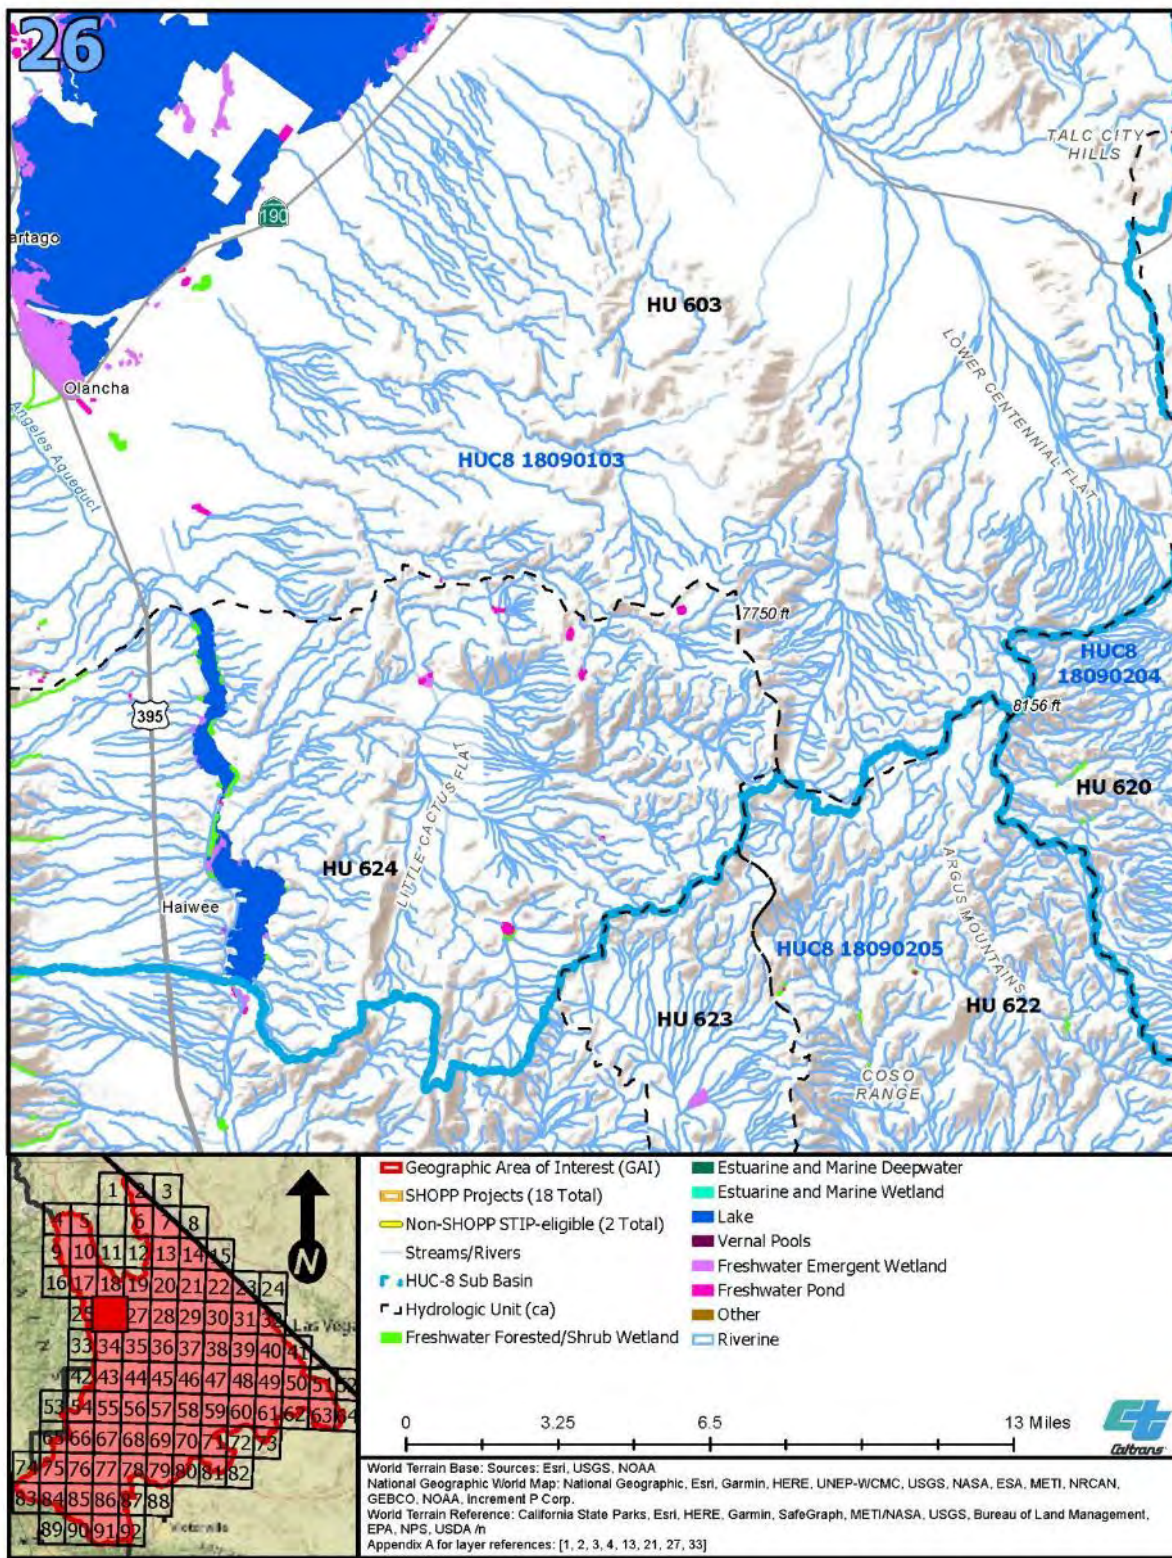 26
TALC CITY
HILLS
190
artago
HU 603
LOWER CENTENNIAL FLAT
Olancha
Angeles Aqueduct
HUC8 18090103
7750 ft
HUC8
18090204
8156 ft
395
HU 620
LITTLE CACTUS FLAT
HU 624
ARGUS MOUNTAINS
Haiwee
HUC8 18090205
HU 623
HU 622
COSO
RANGE
1 2 3
4 5 6 7 8
9 10 11 12 13 14 15
16 17 18 19 20 21 22 23 24
25 27 28 29 30 31 32
Las Vega
33 34 35 36 37 38 39 40 41
42 43 44 45 46 47 48 49 50 51 52
53 54 55 56 57 58 59 60 61 62 63 64
65 66 67 68 69 70 71 72 73
74 75 76 77 78 79 80 81 82
83 84 85 86 87 88
Victorville
89 90 91 92
N
Geographic Area of Interest (GAI)
SHOPP Projects (18 Total)
Non-SHOPP STIP-eligible (2 Total)
Streams/Rivers
HUC-8 Sub Basin
Hydrologic Unit (ca)
Freshwater Forested/Shrub Wetland
Estuarine and Marine Deepwater
Estuarine and Marine Wetland
Lake
Vernal Pools
Freshwater Emergent Wetland
Freshwater Pond
Other
Riverine
0 3.25 6.5 13 Miles
ct
Caltrans
World Terrain Base: Sources: Esri, USGS, NOAA
National Geographic World Map: National Geographic, Esri, Garmin, HERE, UNEP-WCMC, USGS, NASA, ESA, METI, NRCAN,
GEBCO, NOAA, Increment P Corp.
World Terrain Reference: California State Parks, Esri, HERE, Garmin, SafeGraph, METI/NASA, USGS, Bureau of Land Management,
EPA, NPS, USDA /n
Appendix A for layer references: [1, 2, 3, 4, 13, 21, 27, 33]